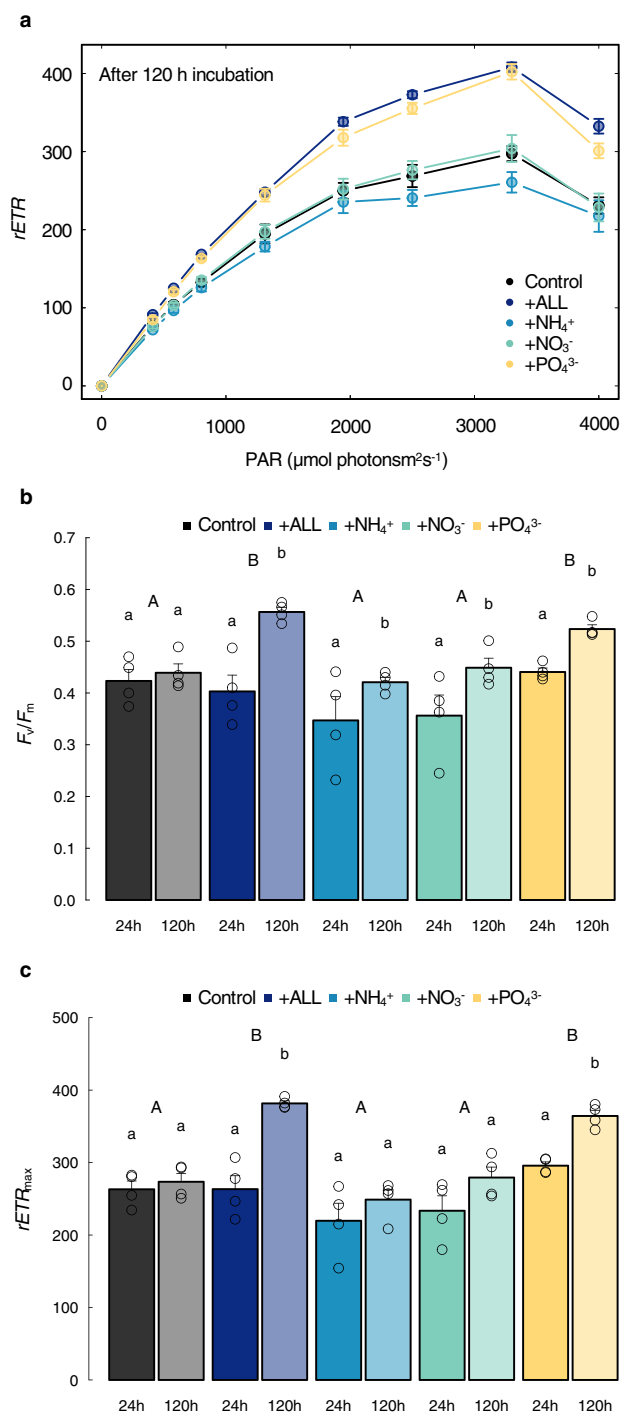 a
After 120 h incubation
400
300
200
100
0
rETR
Control
+ALL
+NH₄⁺
+NO₃⁻
+PO₄³⁻
0 1000 2000 3000 4000
PAR (μmol photonsm²s⁻¹)
b
Control +ALL +NH₄⁺ +NO₃⁻ +PO₄³⁻
0.7
0.6
0.5
0.4
0.3
0.2
0.1
0.0
Fᵥ/Fₘ
A B A A B
a a a b a b a b a b
24h 120h 24h 120h 24h 120h 24h 120h 24h 120h
c
Control +ALL +NH₄⁺ +NO₃⁻ +PO₄³⁻
500
400
300
200
100
0
rETRmax
A B A A B
a a a b a a a a a b
24h 120h 24h 120h 24h 120h 24h 120h 24h 120h